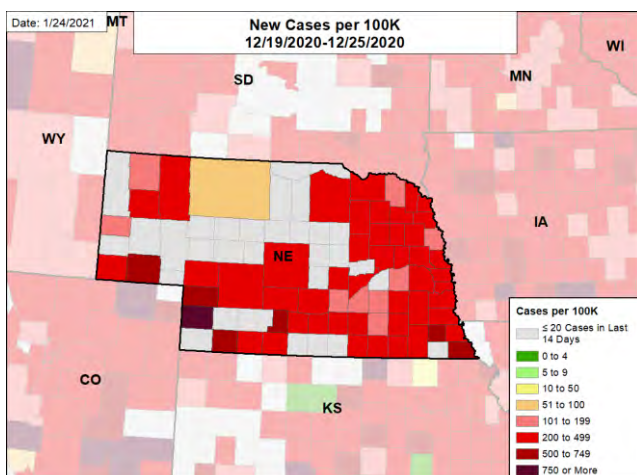 Date: 1/24/2021
New Cases per 100K
12/19/2020-12/25/2020
MT
WI
SD
MN
WY
IA
NE
CO
KS
Cases per 100K
≤ 20 Cases in Last
14 Days
0 to 4
5 to 9
10 to 50
51 to 100
101 to 199
200 to 499
500 to 749
750 or More